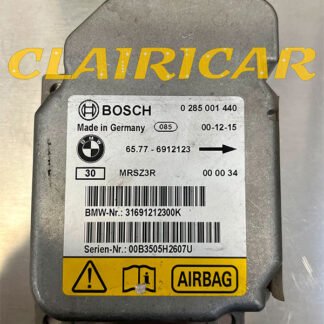 CLAIRICAR
BOSCH 0 285 001 440
Made in Germany 085 00-12-15
BMW
65.77 - 6912123
30 MRSZ3R 00 00 34
BMW-Nr.: 31691212300K
Serien-Nr.: 00B3505H2607U
AIRBAG